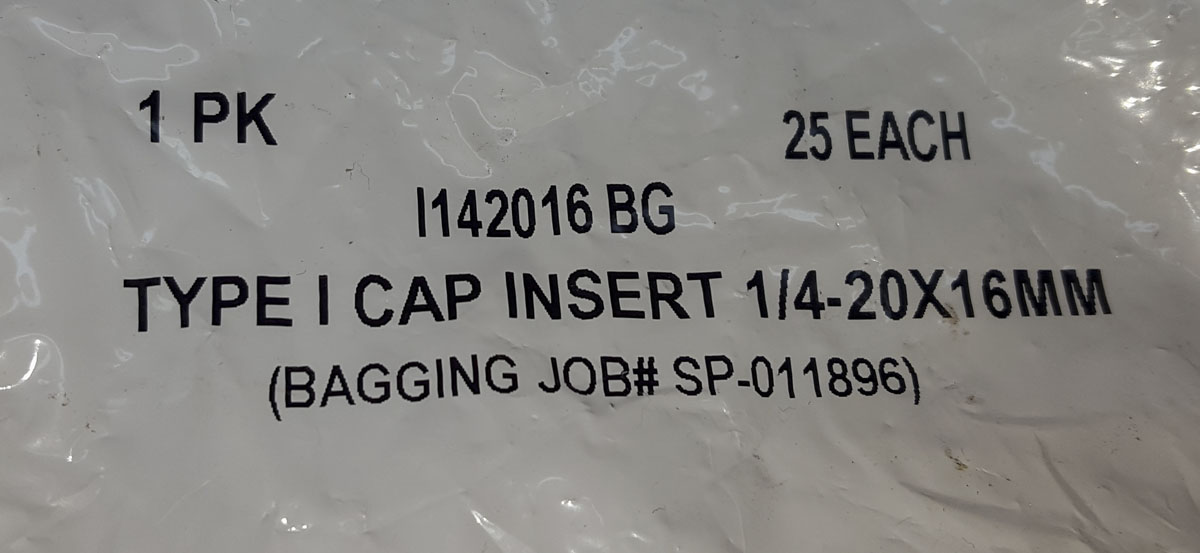 1 PK 25 EACH
I142016 BG
TYPE I CAP INSERT 1/4-20X16MM
(BAGGING JOB# SP-011896)